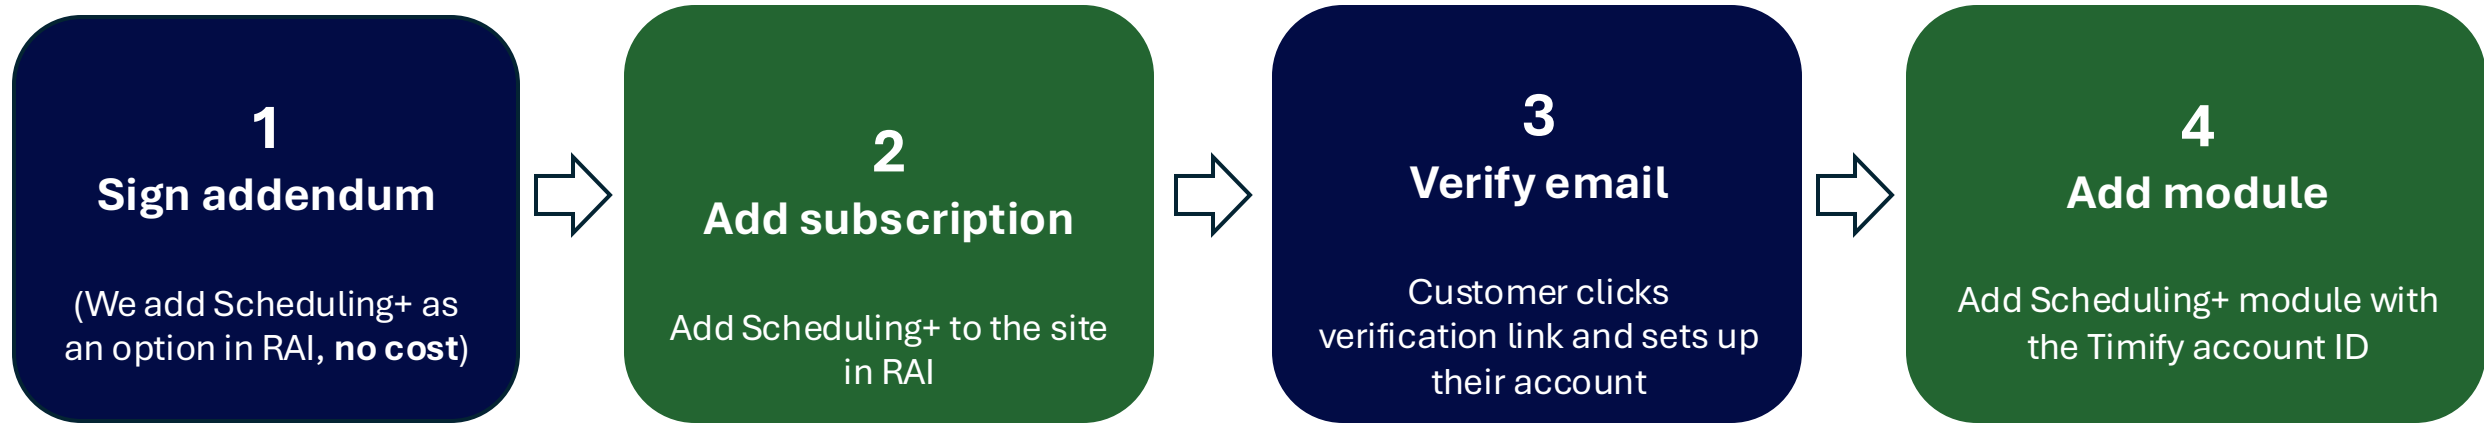 1
Sign addendum
(We add Scheduling+ as
an option in RAI, no cost)
2
Add subscription
Add Scheduling+ to the site
in RAI
3
Verify email
Customer clicks
verification link and sets up
their account
4
Add module
Add Scheduling+ module with
the Timify account ID